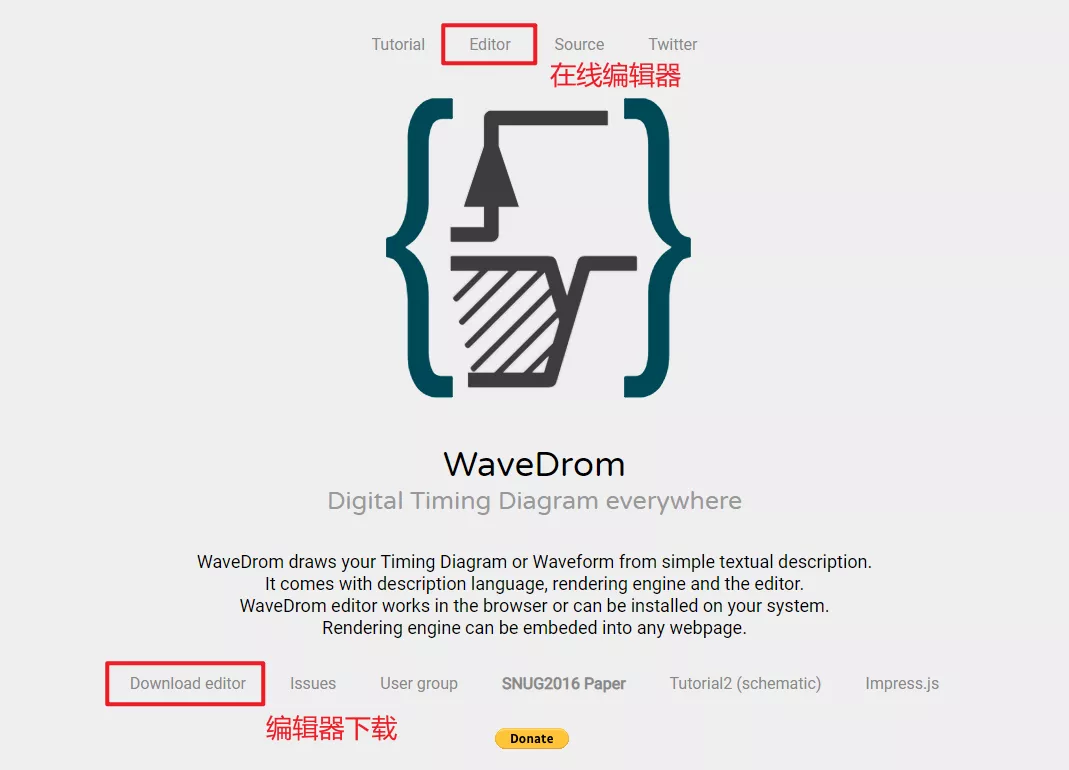 Tutorial Editor Source Twitter
在线编辑器
WaveDrom
Digital Timing Diagram everywhere
WaveDrom draws your Timing Diagram or Waveform from simple textual description.
It comes with description language, rendering engine and the editor.
WaveDrom editor works in the browser or can be installed on your system.
Rendering engine can be embeded into any webpage.
Download editor Issues User group SNUG2016 Paper Tutorial2 (schematic) Impress.js
编辑器下载
Donate